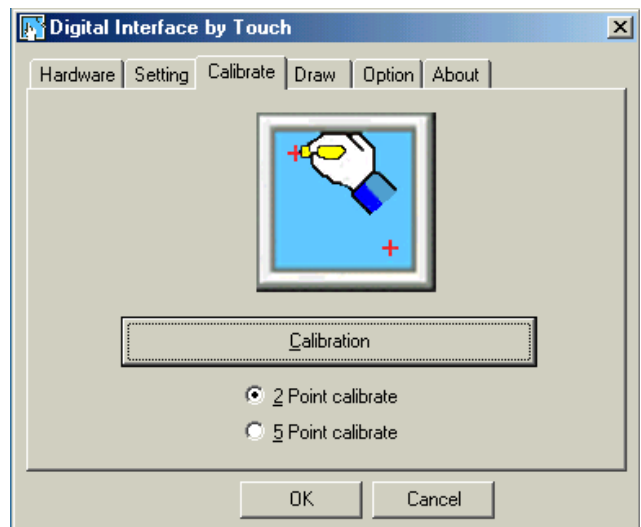 Digital Interface by Touch
Hardware Setting Calibrate Draw Option About
Calibration
2 Point calibrate
5 Point calibrate
OK Cancel